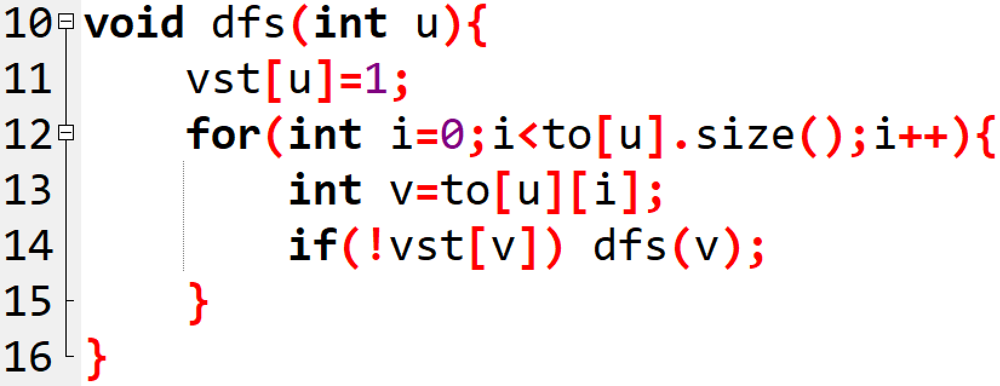 10 void dfs(int u){
11     vst[u]=1;
12     for(int i=0;i<to[u].size();i++){
13         int v=to[u][i];
14         if(!vst[v]) dfs(v);
15     }
16 }